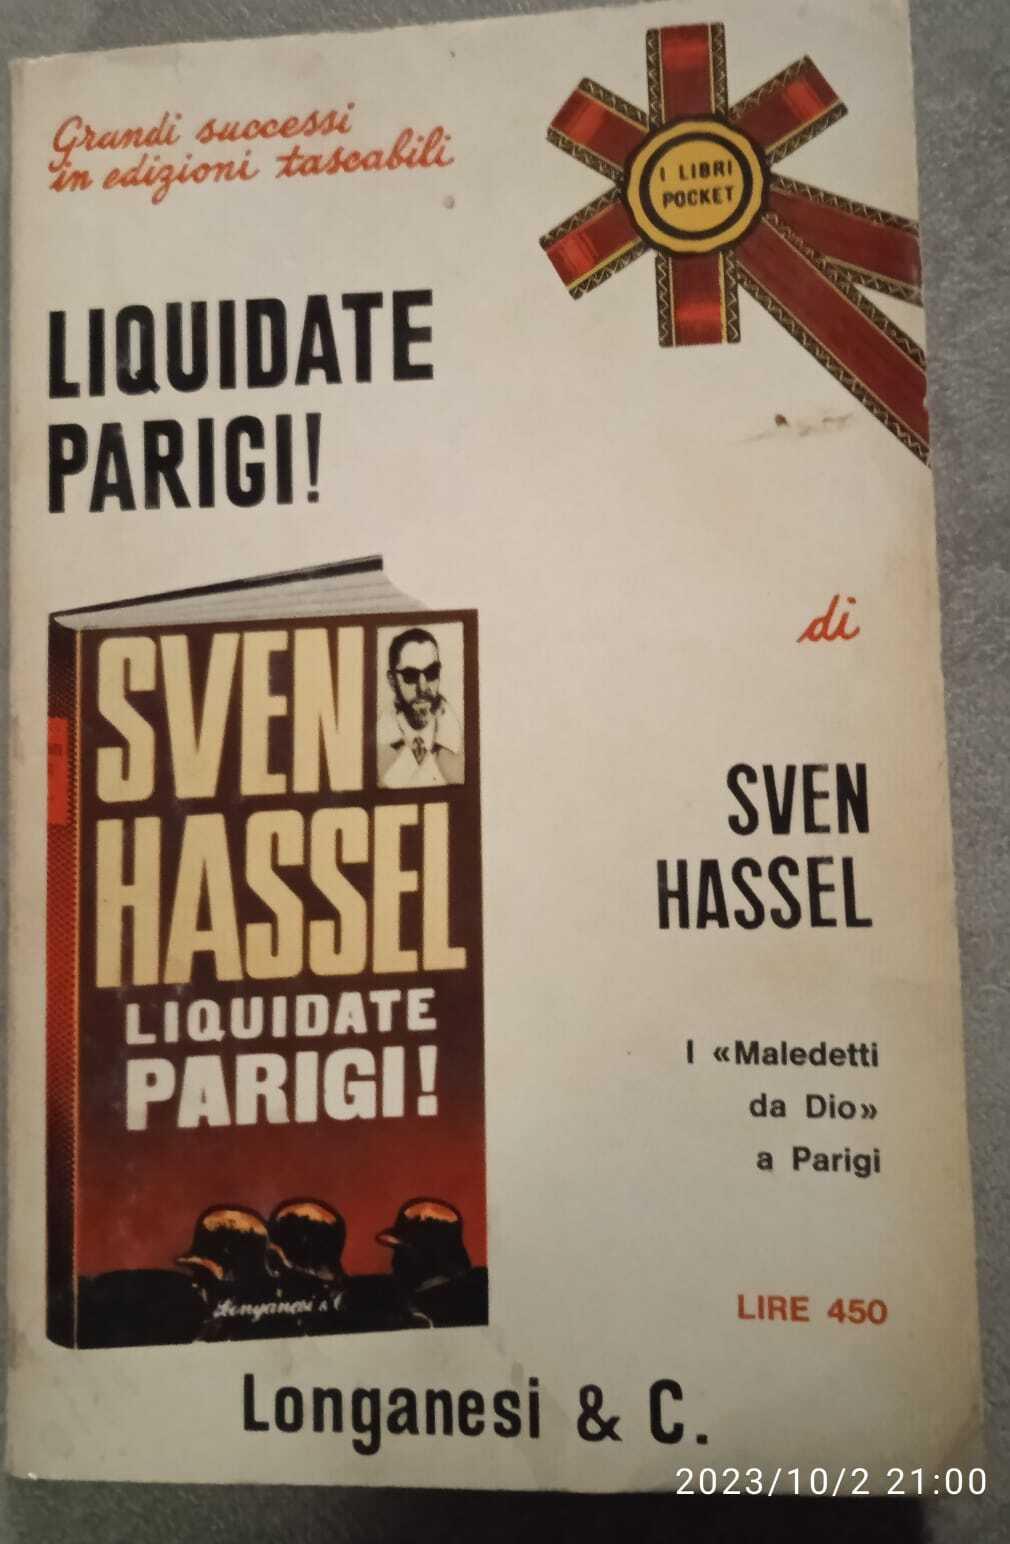 Grandi successi
in edizioni tascabili
I LIBRI
POCKET
LIQUIDATE
PARIGI!
di
SVEN
HASSEL
LIQUIDATE
PARIGI!
Longanesi & C
SVEN
HASSEL
I «Maledetti
da Dio»
a Parigi
LIRE 450
Longanesi & C.
2023/10/2 21:00